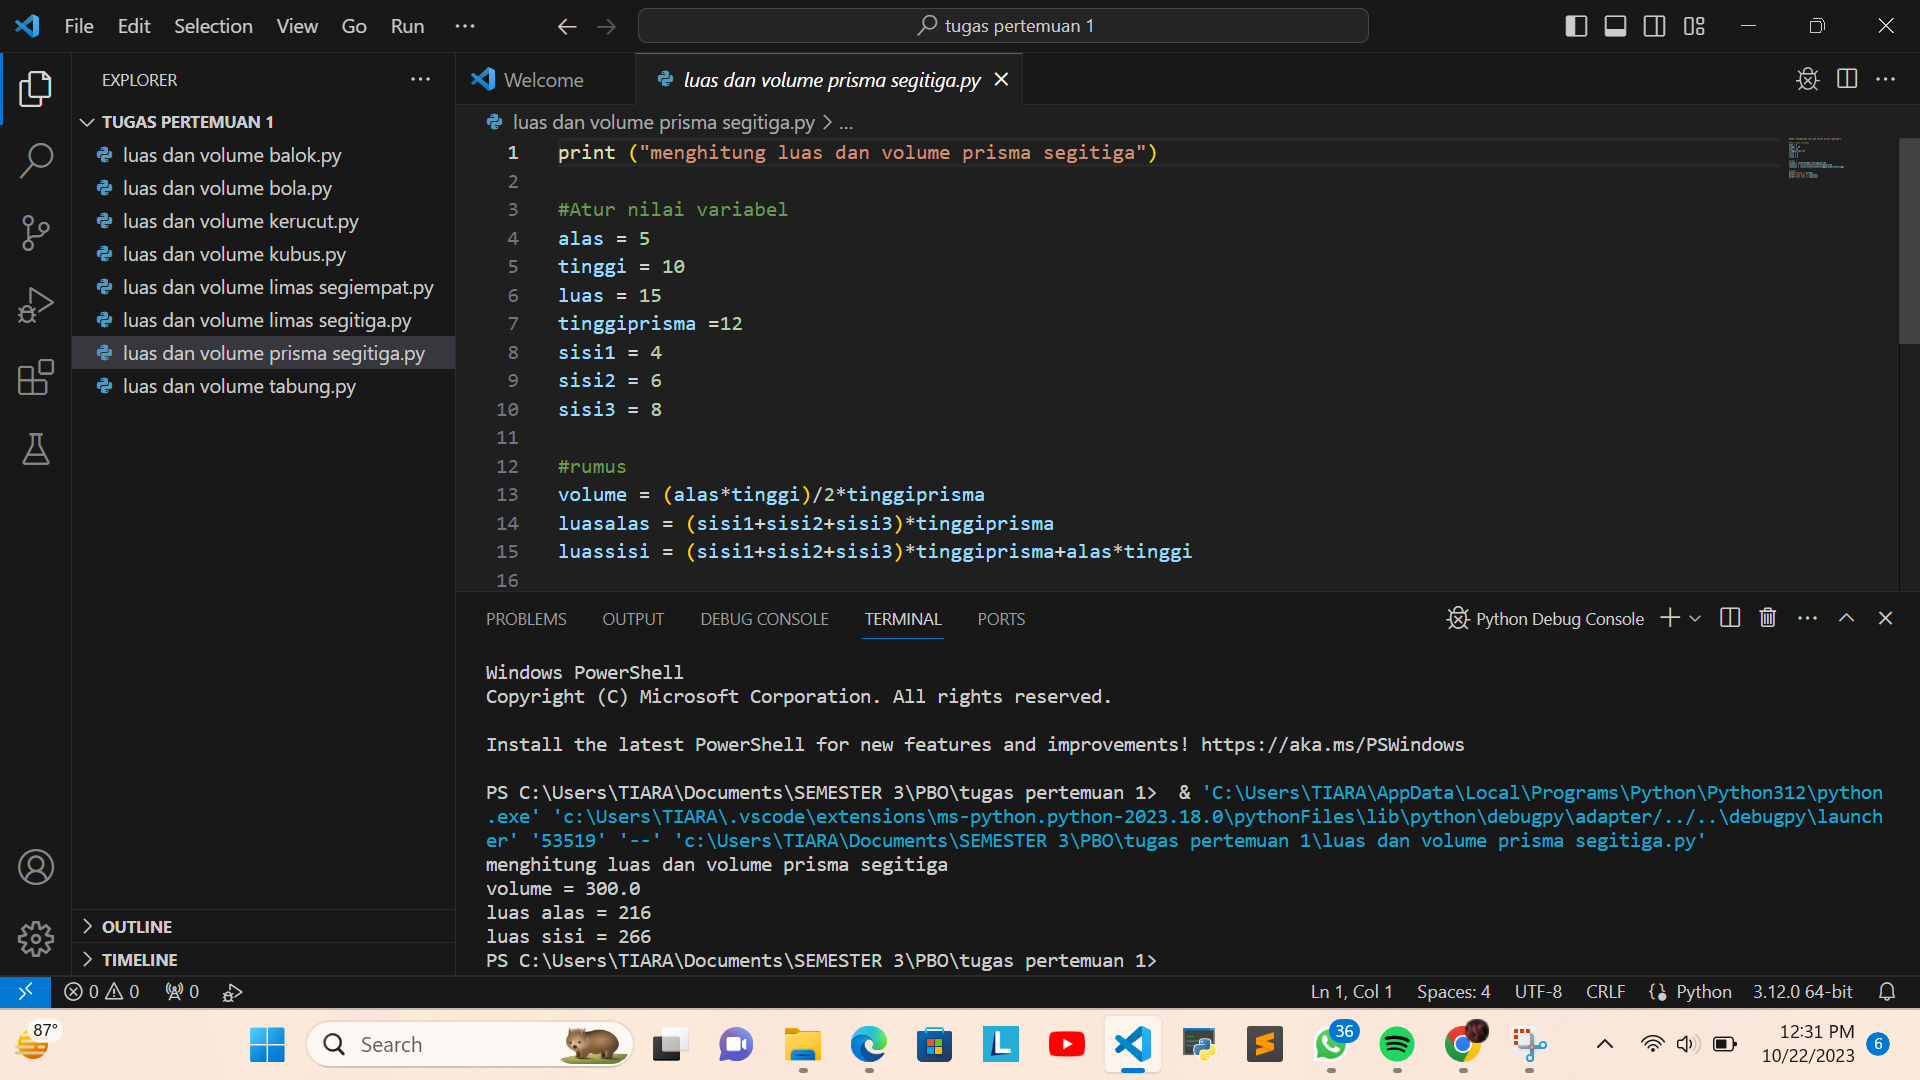 File Edit Selection View Go Run ...
tugas pertemuan 1
EXPLORER
TUGAS PERTEMUAN 1
luas dan volume balok.py
luas dan volume bola.py
luas dan volume kerucut.py
luas dan volume kubus.py
luas dan volume limas segiempat.py
luas dan volume limas segitiga.py
luas dan volume prisma segitiga.py
luas dan volume tabung.py
OUTLINE
TIMELINE
Welcome luas dan volume prisma segitiga.py
luas dan volume prisma segitiga.py > ...
1 print ("menghitung luas dan volume prisma segitiga")
2
3 #Atur nilai variabel
4 alas = 5
5 tinggi = 10
6 luas = 15
7 tinggiprisma =12
8 sisi1 = 4
9 sisi2 = 6
10 sisi3 = 8
11
12 #rumus
13 volume = (alas*tinggi)/2*tinggiprisma
14 luasalas = (sisi1+sisi2+sisi3)*tinggiprisma
15 luassisi = (sisi1+sisi2+sisi3)*tinggiprisma+alas*tinggi
16
PROBLEMS OUTPUT DEBUG CONSOLE TERMINAL PORTS Python Debug Console
Windows PowerShell
Copyright (C) Microsoft Corporation. All rights reserved.
Install the latest PowerShell for new features and improvements! https://aka.ms/PSWindows
PS C:\Users\TIARA\Documents\SEMESTER 3\PBO\tugas pertemuan 1>  & 'C:\Users\TIARA\AppData\Local\Programs\Python\Python312\python
.exe' 'c:\Users\TIARA\.vscode\extensions\ms-python.python-2023.18.0\pythonFiles\lib\python\debugpy\adapter/../..\debugpy\launch
er' '53519' '--' 'c:\Users\TIARA\Documents\SEMESTER 3\PBO\tugas pertemuan 1\luas dan volume prisma segitiga.py'
menghitung luas dan volume prisma segitiga
volume = 300.0
luas alas = 216
luas sisi = 266
PS C:\Users\TIARA\Documents\SEMESTER 3\PBO\tugas pertemuan 1>
0 0 0 Ln 1, Col 1 Spaces: 4 UTF-8 CRLF Python 3.12.0 64-bit
87° Search L 36 12:31 PM
10/22/2023 6